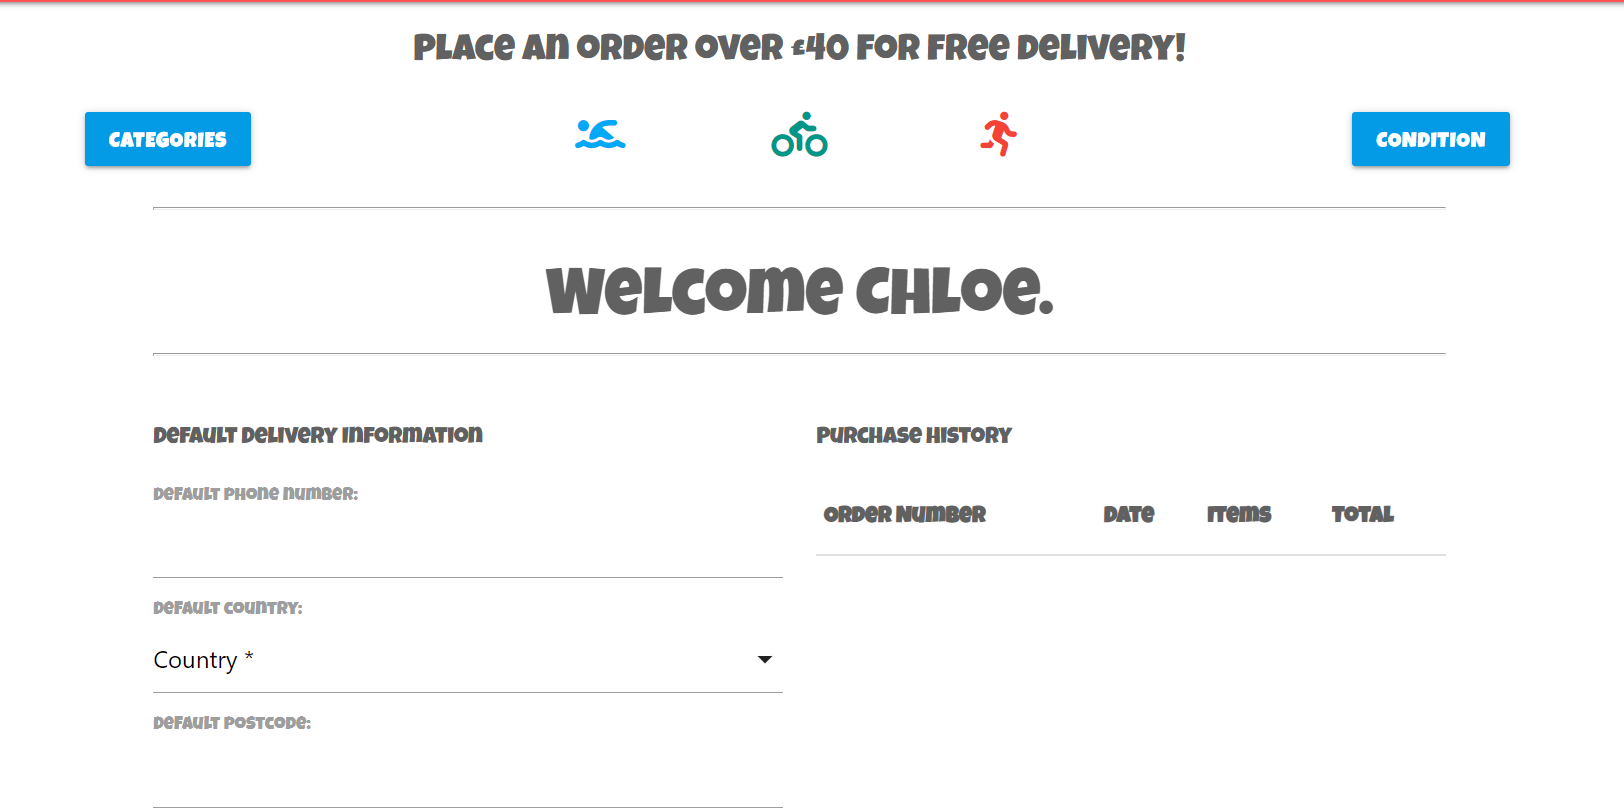 PLACE AN ORDER OVER £40 FOR FREE DELIVERY!
CATEGORIES
CONDITION
WELCOME CHLOE.
DEFAULT DELIVERY INFORMATION
PURCHASE HISTORY
DEFAULT PHONE NUMBER:
ORDER NUMBER DATE ITEMS TOTAL
DEFAULT COUNTRY:
Country *
DEFAULT POSTCODE: